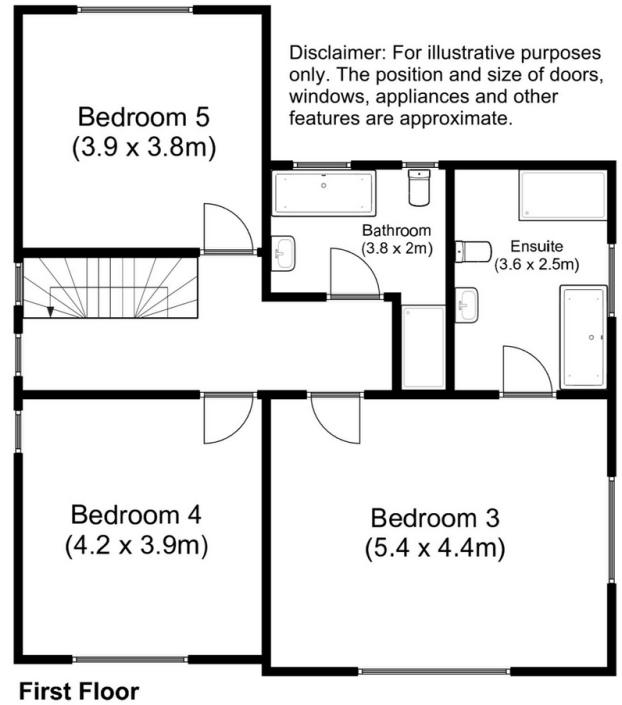 Disclaimer: For illustrative purposes
only. The position and size of doors,
windows, appliances and other
features are approximate.
Bedroom 5
(3.9 x 3.8m)
Bathroom
(3.8 x 2m)
Ensuite
(3.6 x 2.5m)
Bedroom 4
(4.2 x 3.9m)
Bedroom 3
(5.4 x 4.4m)
First Floor